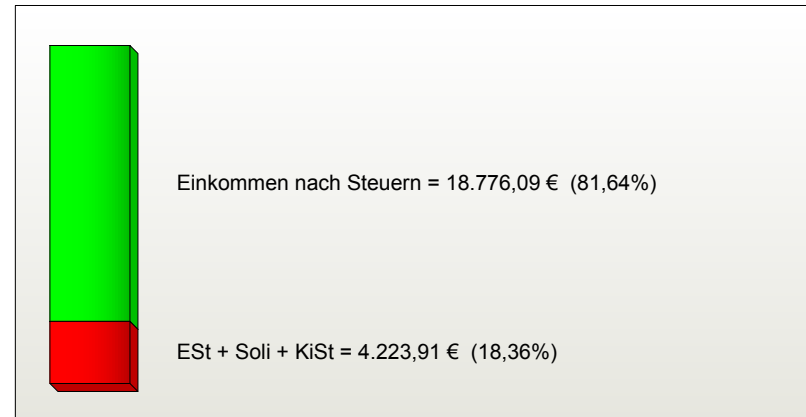 Einkommen nach Steuern = 18.776,09 € (81,64%)
ESt + Soli + KiSt = 4.223,91 € (18,36%)